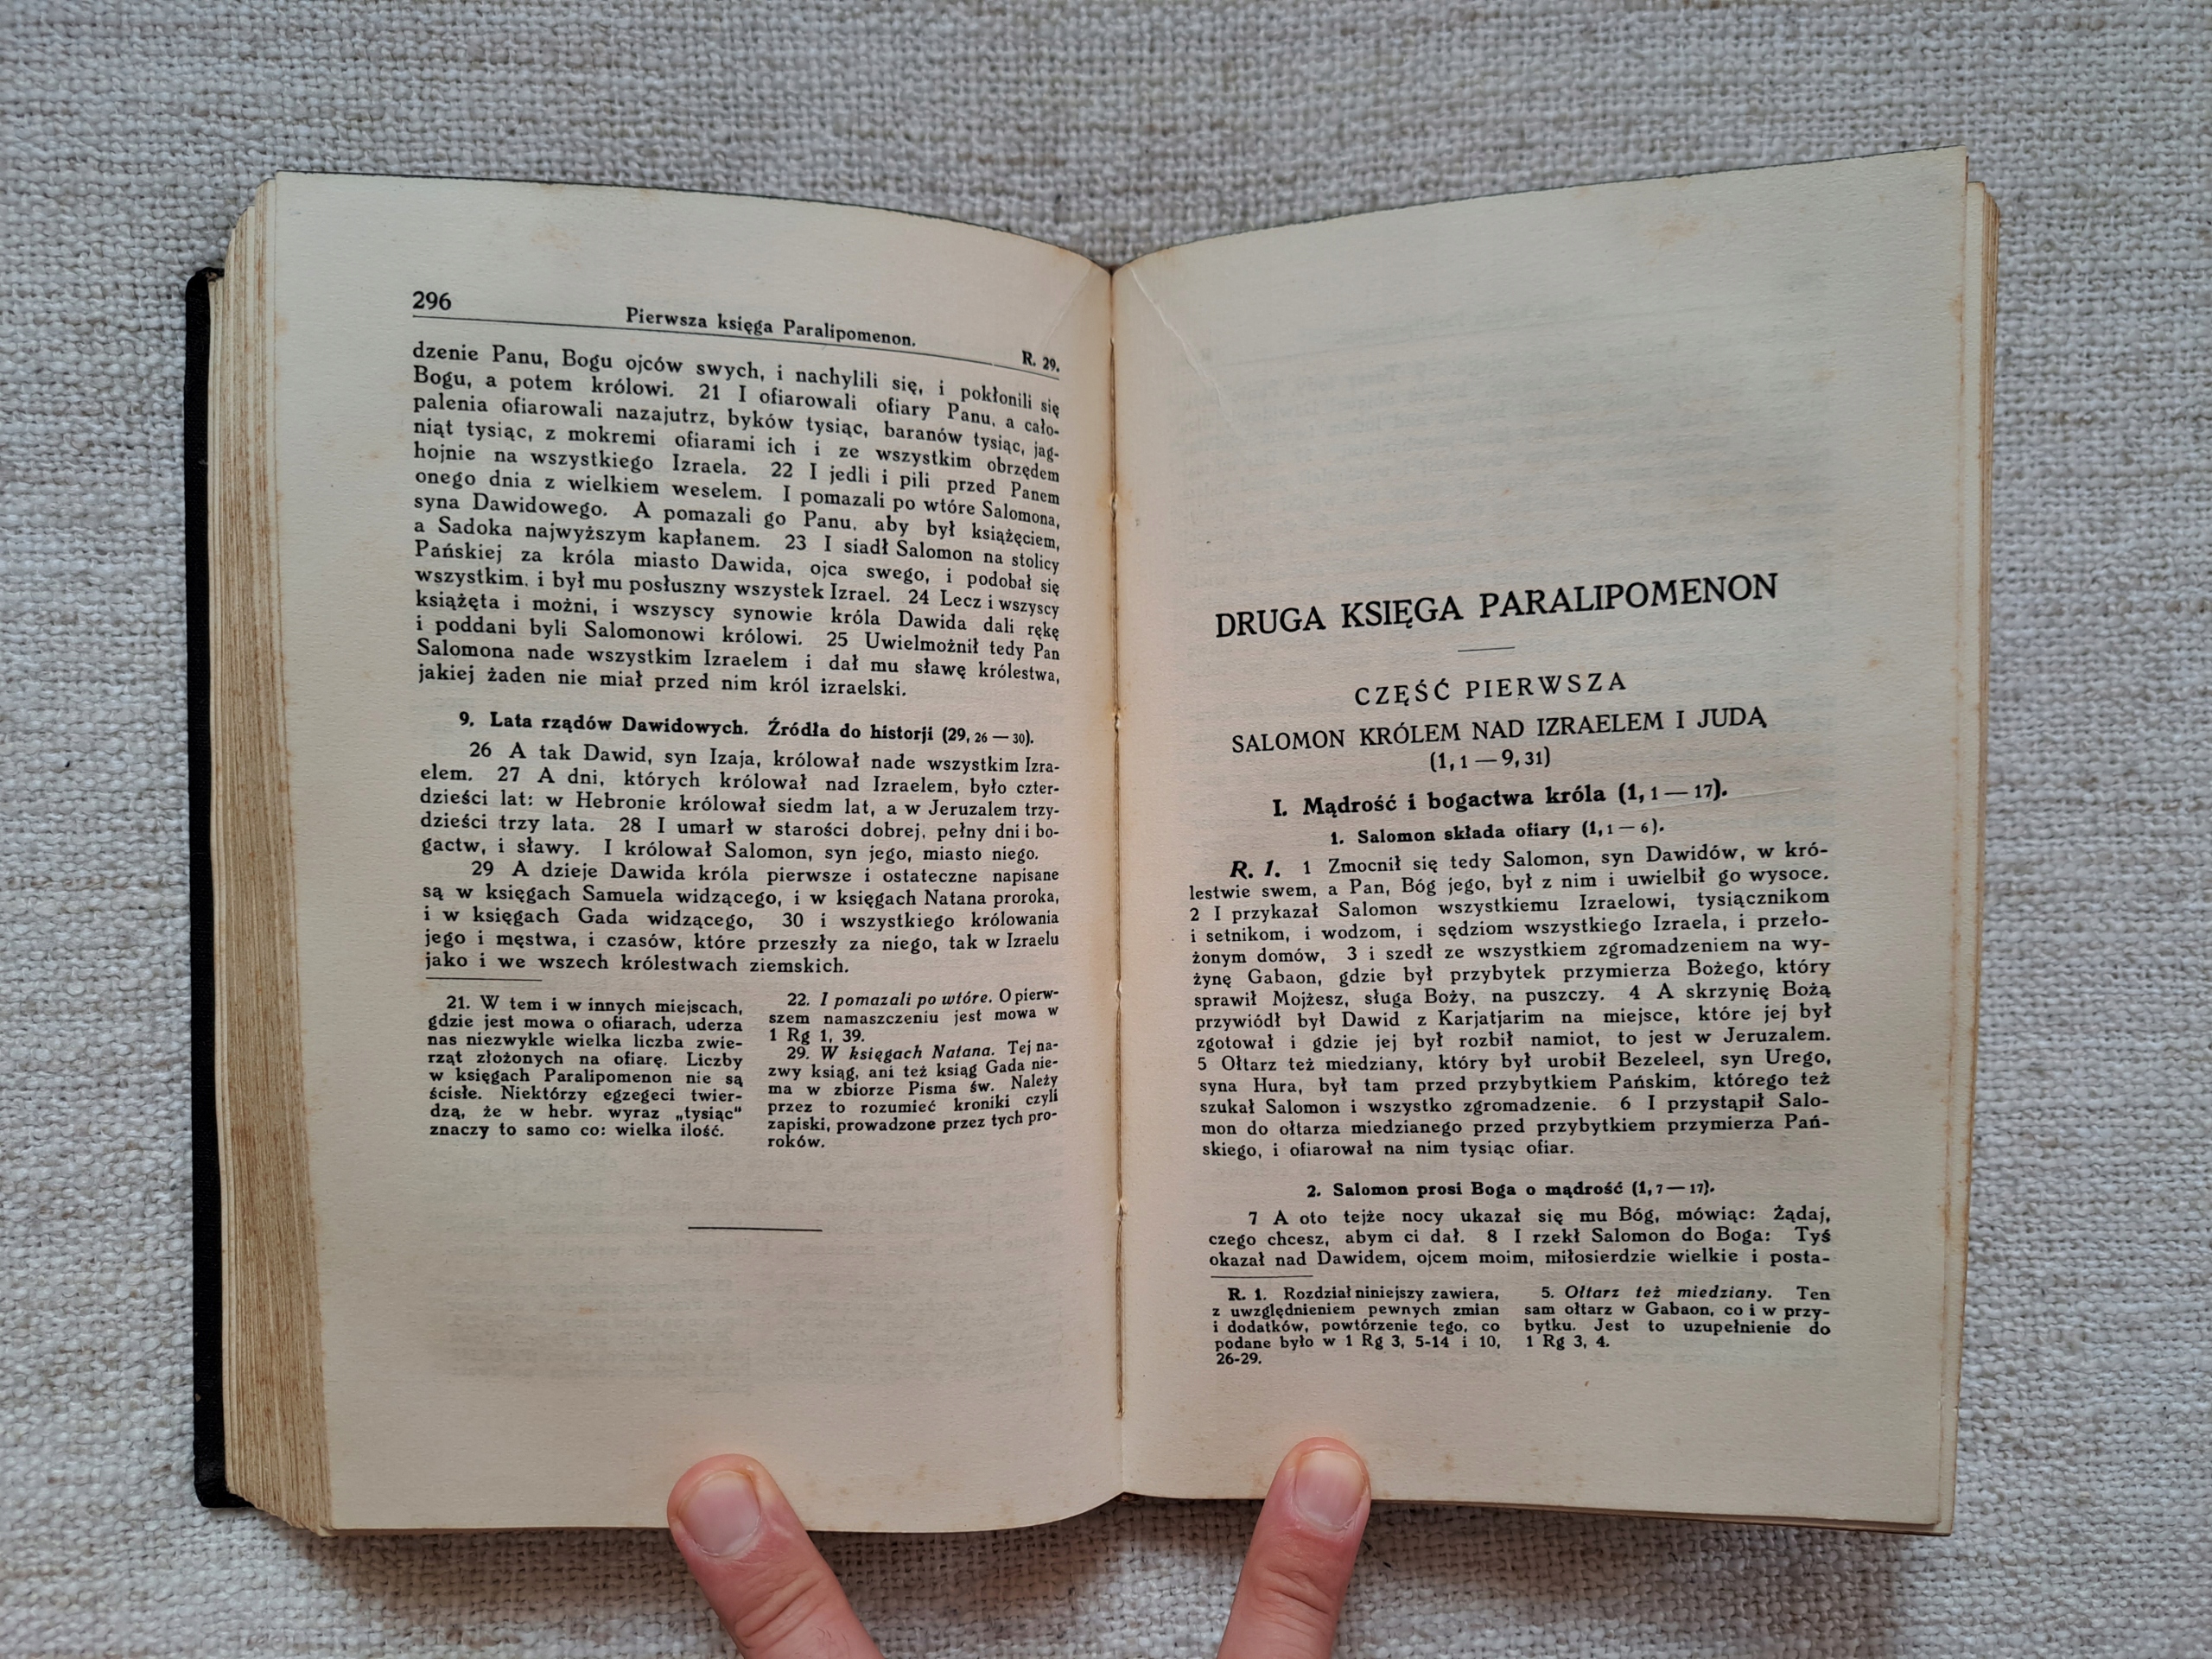 296
Pierwsza księga Paralipomenon.
R. 29.
dzenie Panu, Bogu ojców swych, i nachylili się, i pokłonili się
Bogu, a potem królowi. 21 I ofiarowali ofiary Panu, a cało-
palenia ofiarowali nazajutrz, byków tysiąc, baranów tysiąc, jag-
niąt tysiąc, z mokremi ofiarami ich i ze wszystkim obrzędem
hojnie na wszystkiego Izraela. 22 I jedli i pili przed Panem
onego dnia z wielkiem weselem. I pomazali po wtóre Salomona,
syna Dawidowego. A pomazali go Panu, aby był książęciem,
a Sadoka najwyższym kapłanem. 23 I siadł Salomon na stolicy
Pańskiej za króla miasto Dawida, ojca swego, i podobał się
wszystkim, i był mu posłuszny wszystek Izrael. 24 Lecz i wszyscy
książęta i możni, i wszyscy synowie króla Dawida dali rękę
i poddani byli Salomonowi królowi. 25 Uwielmożnił tedy Pan
Salomona nade wszystkim Izraelem i dał mu sławę królestwa,
jakiej żaden nie miał przed nim król izraelski.
9. Lata rządów Dawidowych. Źródła do historji (29, 26 — 30).
26 A tak Dawid, syn Izaja, królował nade wszystkim Izra-
elem. 27 A dni, których królował nad Izraelem, było czter-
dzieści lat: w Hebronie królował siedm lat, a w Jeruzalem trzy-
dzieści trzy lata. 28 I umarł w starości dobrej, pełny dni i bo-
gactw, i sławy. I królował Salomon, syn jego, miasto niego.
29 A dzieje Dawida króla pierwsze i ostateczne napisane
są w księgach Samuela widzącego, i w księgach Natana proroka,
i w księgach Gada widzącego, 30 i wszystkiego królowania
jego i męstwa, i czasów, które przeszły za niego, tak w Izraelu
jako i we wszech królestwach ziemskich.
21. W tem i w innych miejscach,
gdzie jest mowa o ofiarach, uderza
nas niezwykle wielka liczba zwie-
rząt złożonych na ofiarę. Liczby
w księgach Paralipomenon nie są
ścisłe. Niektórzy egzegeci twier-
dzą, że w hebr. wyraz „tysiąc"
znaczy to samo co: wielka ilość.
22. I pomazali po wtóre. O pierw-
szem namaszczeniu jest mowa w
1 Rg 1, 39.
29. W księgach Natana. Tej na-
zwy ksiąg, ani też ksiąg Gada nie-
ma w zbiorze Pisma św. Należy
przez to rozumieć kroniki czyli
zapiski, prowadzone przez tych pro-
roków.
DRUGA KSIĘGA PARALIPOMENON
CZĘŚĆ PIERWSZA
SALOMON KRÓLEM NAD IZRAELEM I JUDĄ
(1, 1 — 9, 31)
I. Mądrość i bogactwa króla (1, 1 — 17).
1. Salomon składa ofiary (1, 1 — 6).
R. 1. 1 Zmocnił się tedy Salomon, syn Dawidów, w kró-
lestwie swem, a Pan, Bóg jego, był z nim i uwielbił go wysoce.
2 I przykazał Salomon wszystkiemu Izraelowi, tysiącznikom
i setnikom, i wodzom, i sędziom wszystkiego Izraela, i przeło-
żonym domów, 3 i szedł ze wszystkiem zgromadzeniem na wy-
żynę Gabaon, gdzie był przybytek przymierza Bożego, który
sprawił Mojżesz, sługa Boży, na puszczy. 4 A skrzynię Bożą
przywiódł był Dawid z Karjatjarim na miejsce, które jej był
zgotował i gdzie jej był rozbił namiot, to jest w Jeruzalem.
5 Ołtarz też miedziany, który był urobił Bezeleel, syn Urego,
syna Hura, był tam przed przybytkiem Pańskim, którego też
szukał Salomon i wszystko zgromadzenie. 6 I przystąpił Salo-
mon do ołtarza miedzianego przed przybytkiem przymierza Pań-
skiego, i ofiarował na nim tysiąc ofiar.
2. Salomon prosi Boga o mądrość (1, 7 — 17).
7 A oto tejże nocy ukazał się mu Bóg, mówiąc: Żądaj,
czego chcesz, abym ci dał. 8 I rzekł Salomon do Boga: Tyś
okazał nad Dawidem, ojcem moim, miłosierdzie wielkie i posta-
R. 1. Rozdział niniejszy zawiera,
z uwzględnieniem pewnych zmian
i dodatków, powtórzenie tego, co
podane było w 1 Rg 3, 5-14 i 10,
26-29.
5. Ołtarz też miedziany. Ten
sam ołtarz w Gabaon, co i w przy-
bytku. Jest to uzupełnienie do
1 Rg 3, 4.